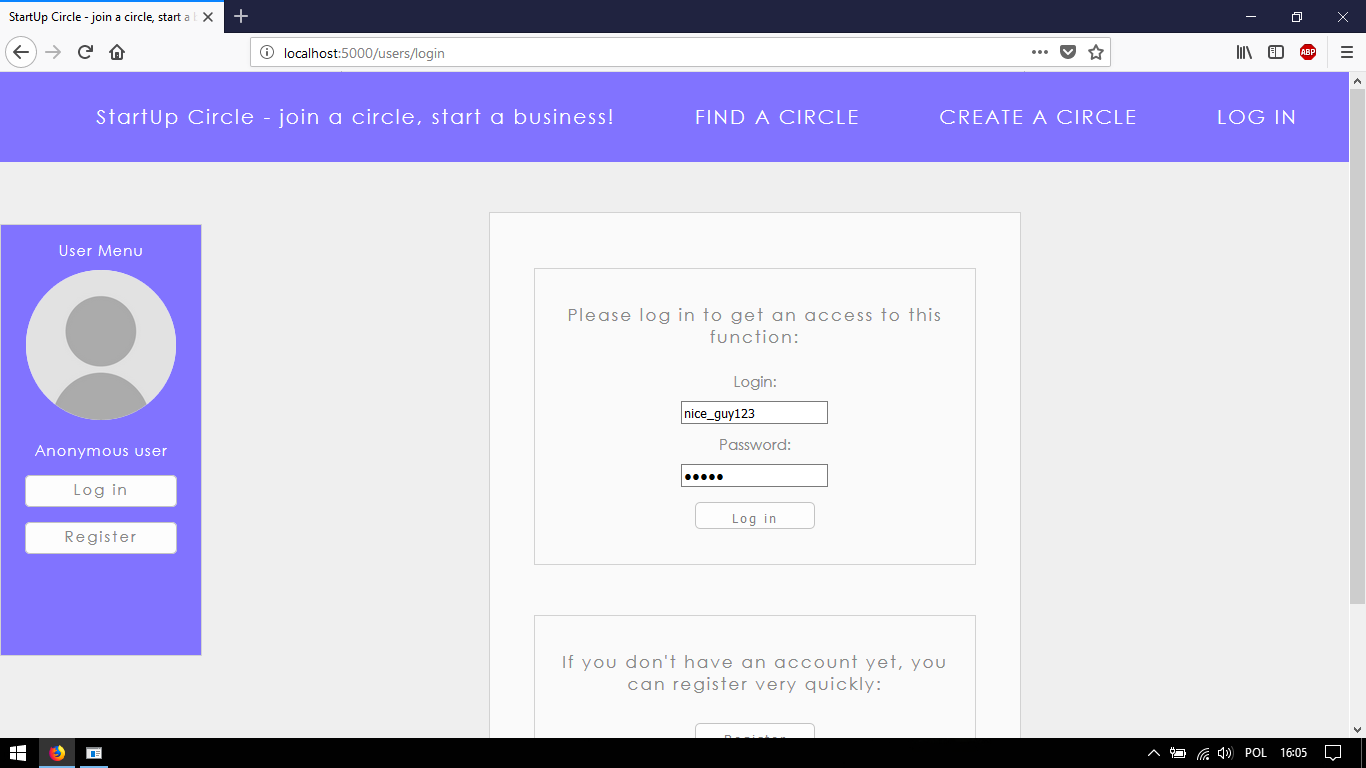 StartUp Circle - join a circle, start a
localhost:5000/users/login
ABP
StartUp Circle - join a circle, start a business! FIND A CIRCLE CREATE A CIRCLE LOG IN
User Menu
Anonymous user
Log in
Register
Please log in to get an access to this
function:
Login:
nice_guy123
Password:
•••••
Log in
If you don't have an account yet, you
can register very quickly:
Register
POL 16:05